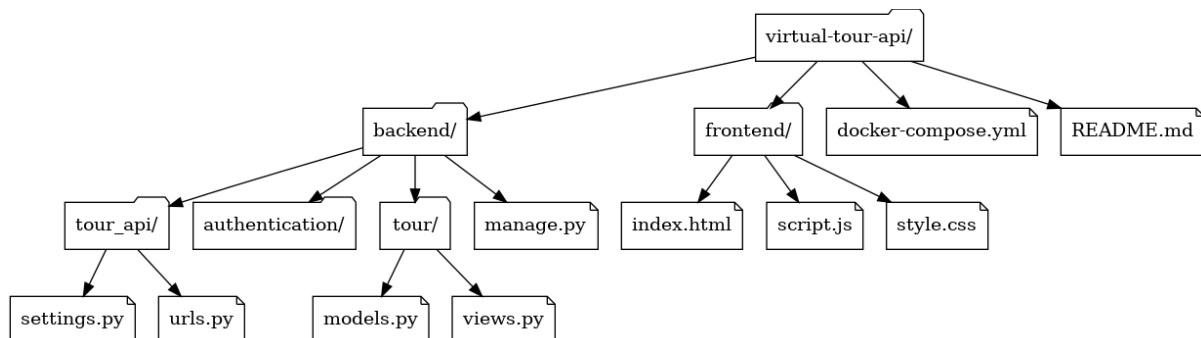 virtual-tour-api/
backend/
frontend/
docker-compose.yml
README.md
tour_api/
authentication/
tour/
manage.py
index.html
script.js
style.css
settings.py
urls.py
models.py
views.py